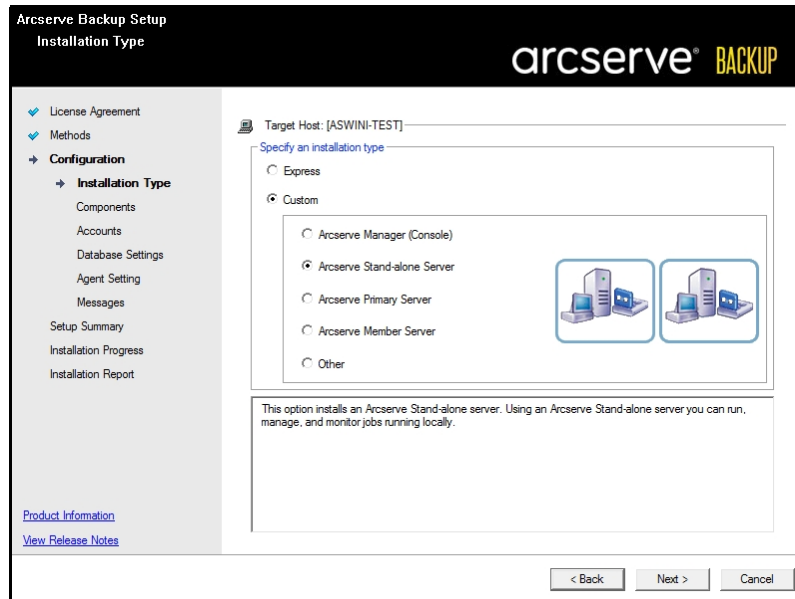 Arcserve Backup Setup
Installation Type
arcserve® BACKUP
License Agreement
Methods
Configuration
Installation Type
Components
Accounts
Database Settings
Agent Setting
Messages
Setup Summary
Installation Progress
Installation Report
Product Information
View Release Notes
Target Host: [ASWINI-TEST]
Specify an installation type
Express
Custom
Arcserve Manager (Console)
Arcserve Stand-alone Server
Arcserve Primary Server
Arcserve Member Server
Other
This option installs an Arcserve Stand-alone server. Using an Arcserve Stand-alone server you can run,
manage, and monitor jobs running locally.
< Back
Next >
Cancel